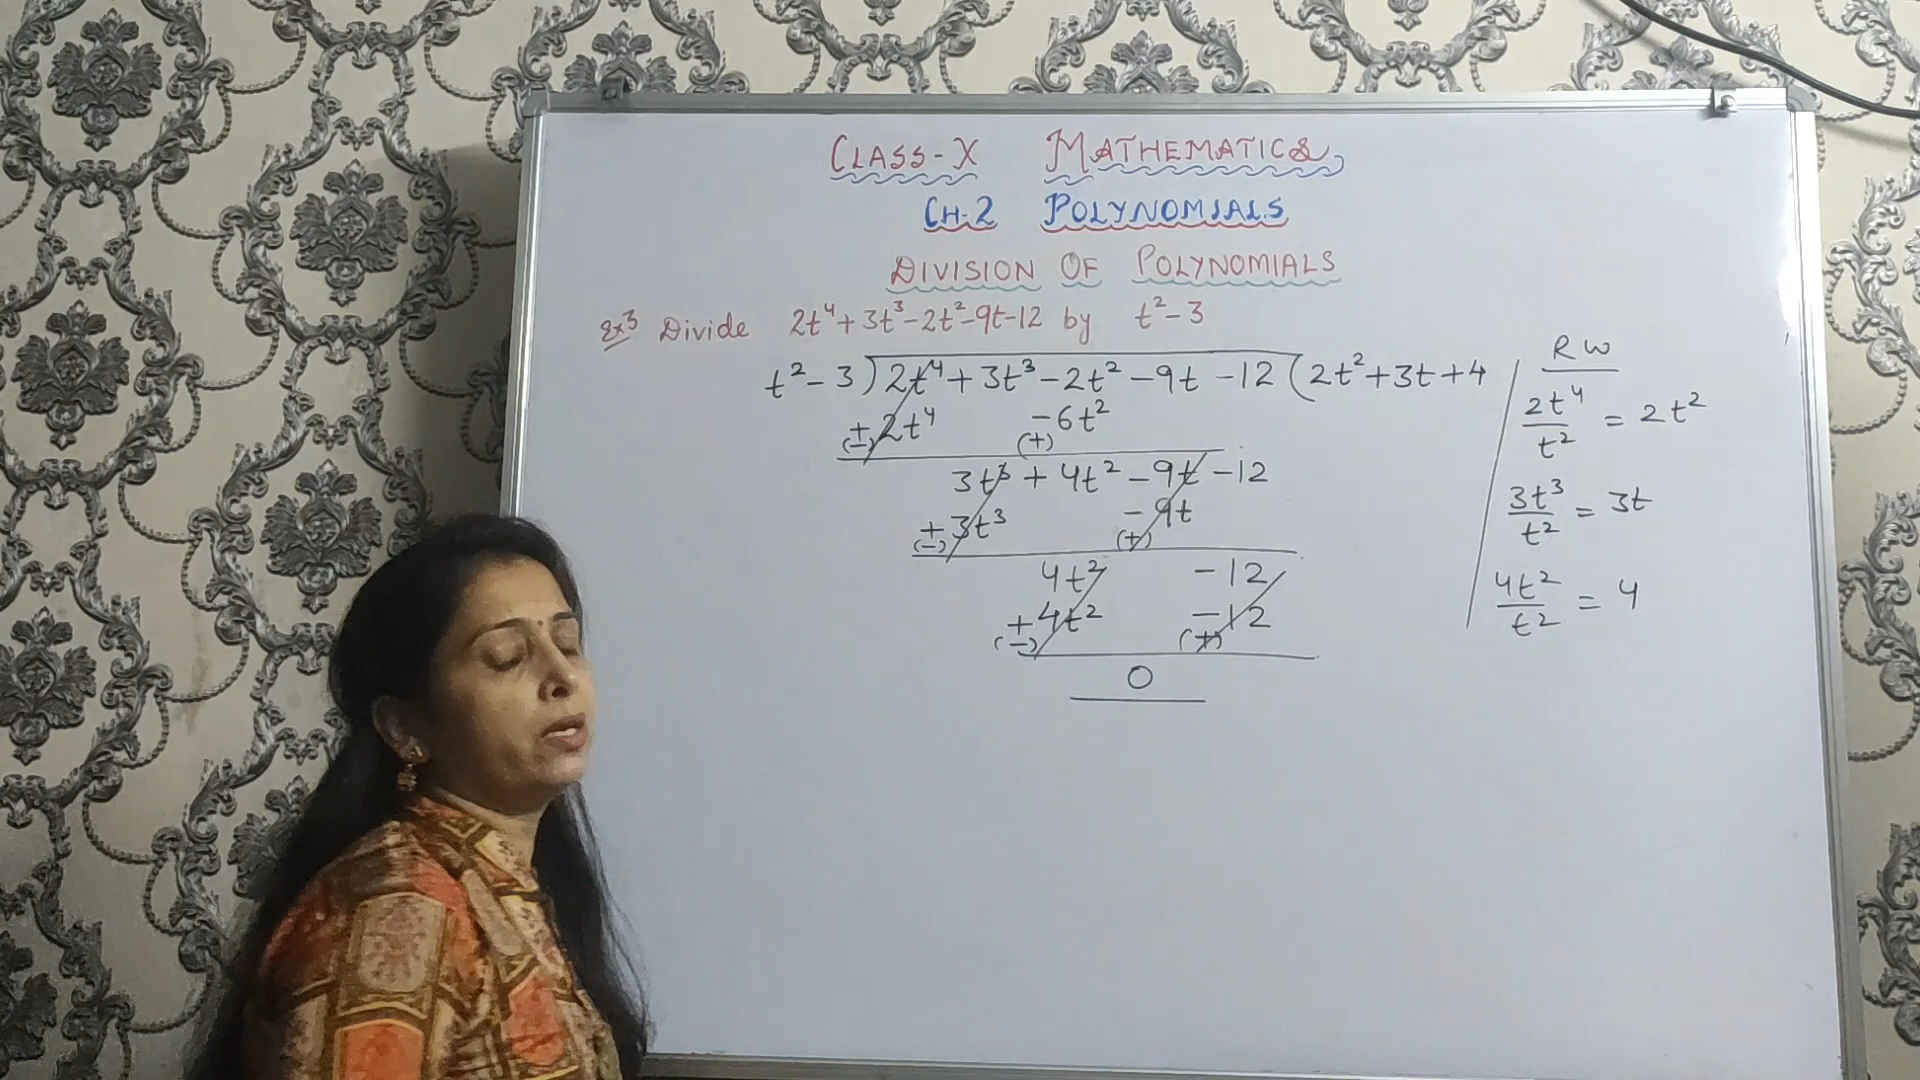 CLASS-X MATHEMATICS
CH-2 POLYNOMIALS
DIVISION OF POLYNOMIALS
Ex3 Divide 2t⁴+3t³-2t²-9t-12 by t²-3
t²-3)2t⁴+3t³-2t²-9t-12(2t²+3t+4
+2t⁴ -6t²
(-) (+)
3t³+4t²-9t-12
+3t³ -9t
(-) (+)
4t² -12
+4t² -12
(-) (+)
0
RW
2t⁴/t² = 2t²
3t³/t² = 3t
4t²/t² = 4